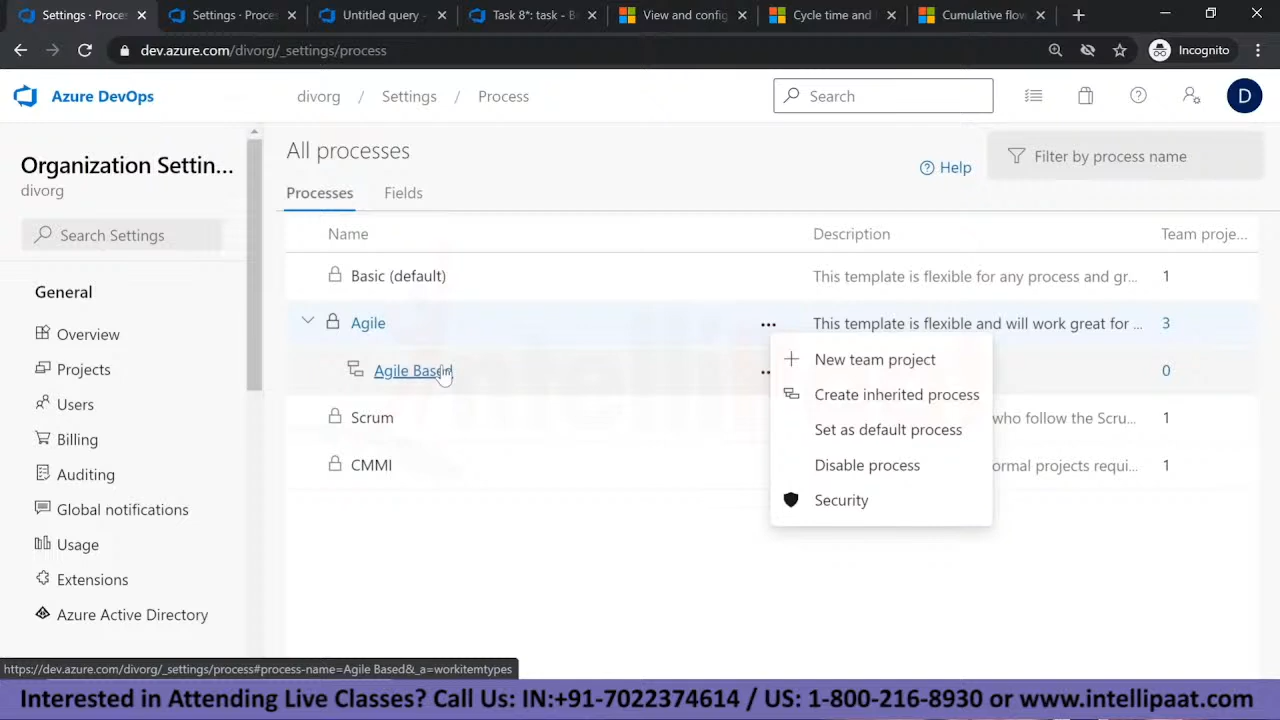 Settings · Proce
Settings · Proces
Untitled query -
Task 8*: task - B
View and config
Cycle time and
Cumulative flow
dev.azure.com/divorg/_settings/process
Incognito
Azure DevOps
divorg / Settings / Process
Search
D
Organization Settin...
divorg
Search Settings
General
Overview
Projects
Users
Billing
Auditing
Global notifications
Usage
Extensions
Azure Active Directory
All processes
Help
Filter by process name
Processes Fields
Name Description Team proje...
Basic (default) This template is flexible for any process and gr... 1
Agile ... This template is flexible and will work great for ... 3
Agile Based 0
Scrum who follow the Scru... 1
CMMI ormal projects requi... 1
New team project
Create inherited process
Set as default process
Disable process
Security
https://dev.azure.com/divorg/_settings/process#process-name=Agile Based&_a=workitemtypes
Interested in Attending Live Classes? Call Us: IN:+91-7022374614 / US: 1-800-216-8930 or www.intellipaat.com